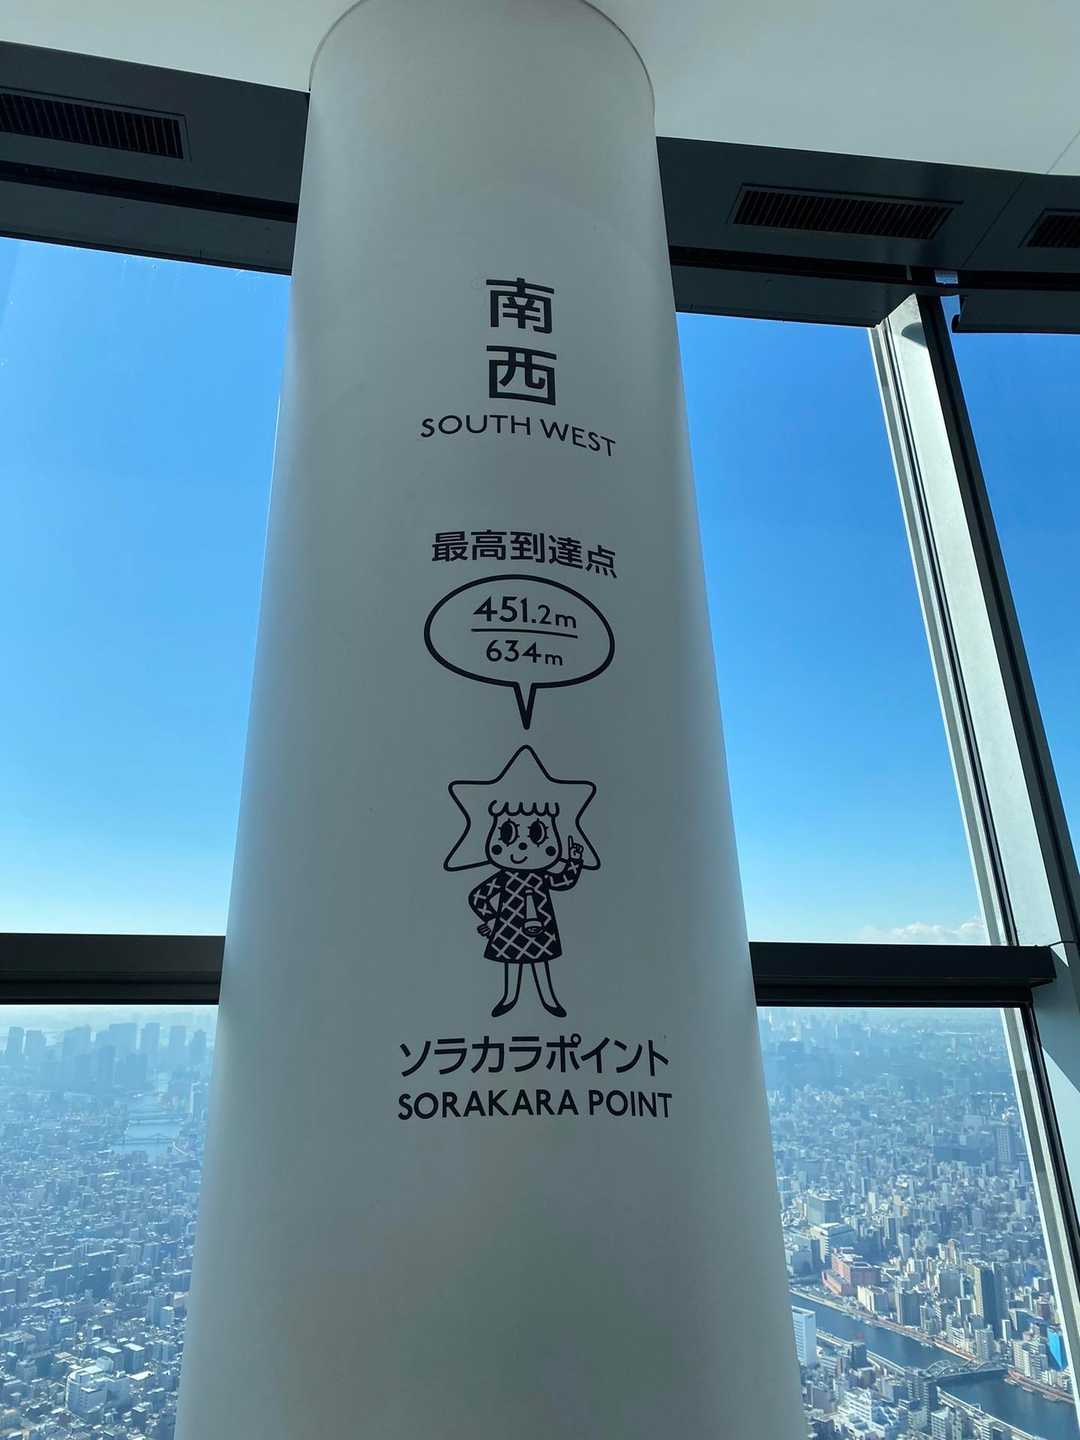 南
西
SOUTH WEST
最高到達点
451.2m
634m
ソラカラポイント
SORAKARA POINT